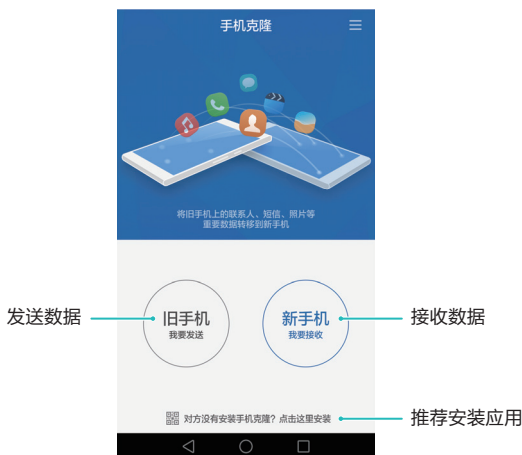 手机克隆
将旧手机上的联系人、短信、照片等
重要数据转移到新手机
发送数据
旧手机
我要发送
新手机
我要接收
接收数据
对方没有安装手机克隆？点击这里安装
推荐安装应用